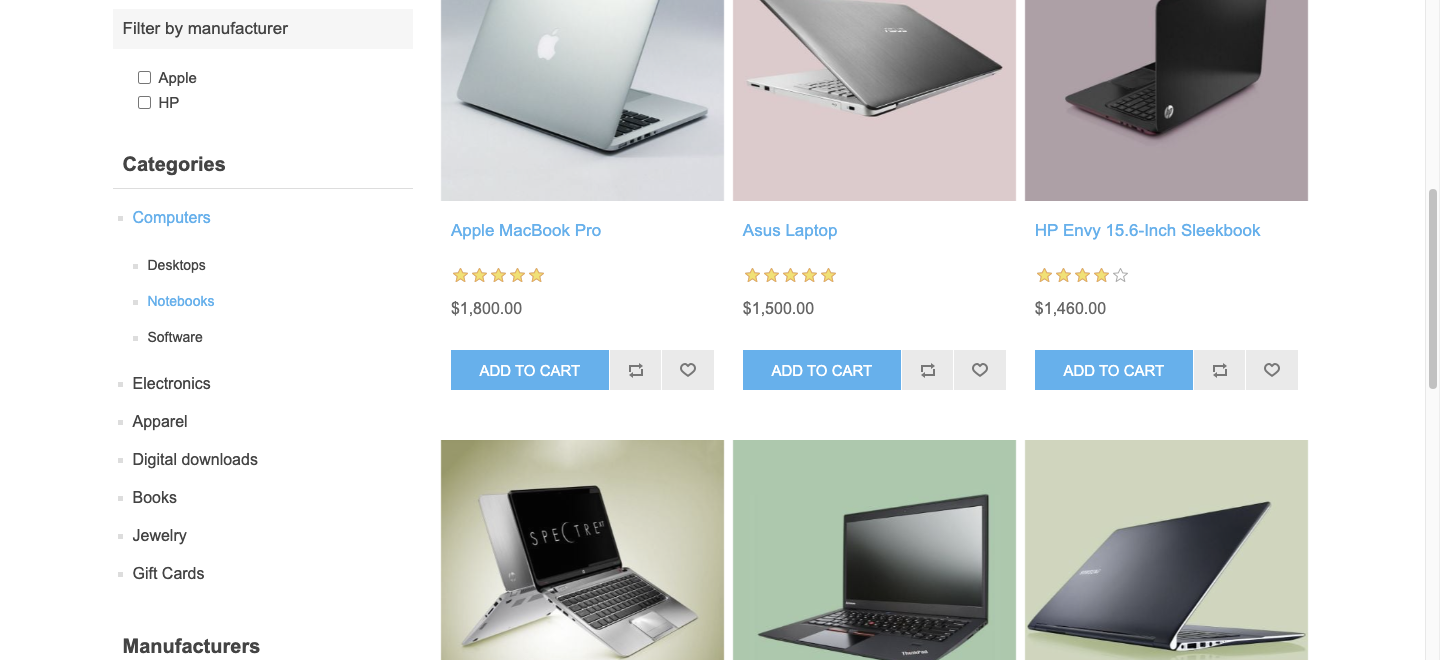 Filter by manufacturer
Apple
HP
Categories
Computers
Desktops
Notebooks
Software
Electronics
Apparel
Digital downloads
Books
Jewelry
Gift Cards
Manufacturers
Apple MacBook Pro
$1,800.00
ADD TO CART
Asus Laptop
$1,500.00
ADD TO CART
hp
HP Envy 15.6-Inch Sleekbook
$1,460.00
ADD TO CART
SPECTRE XT
ThinkPad